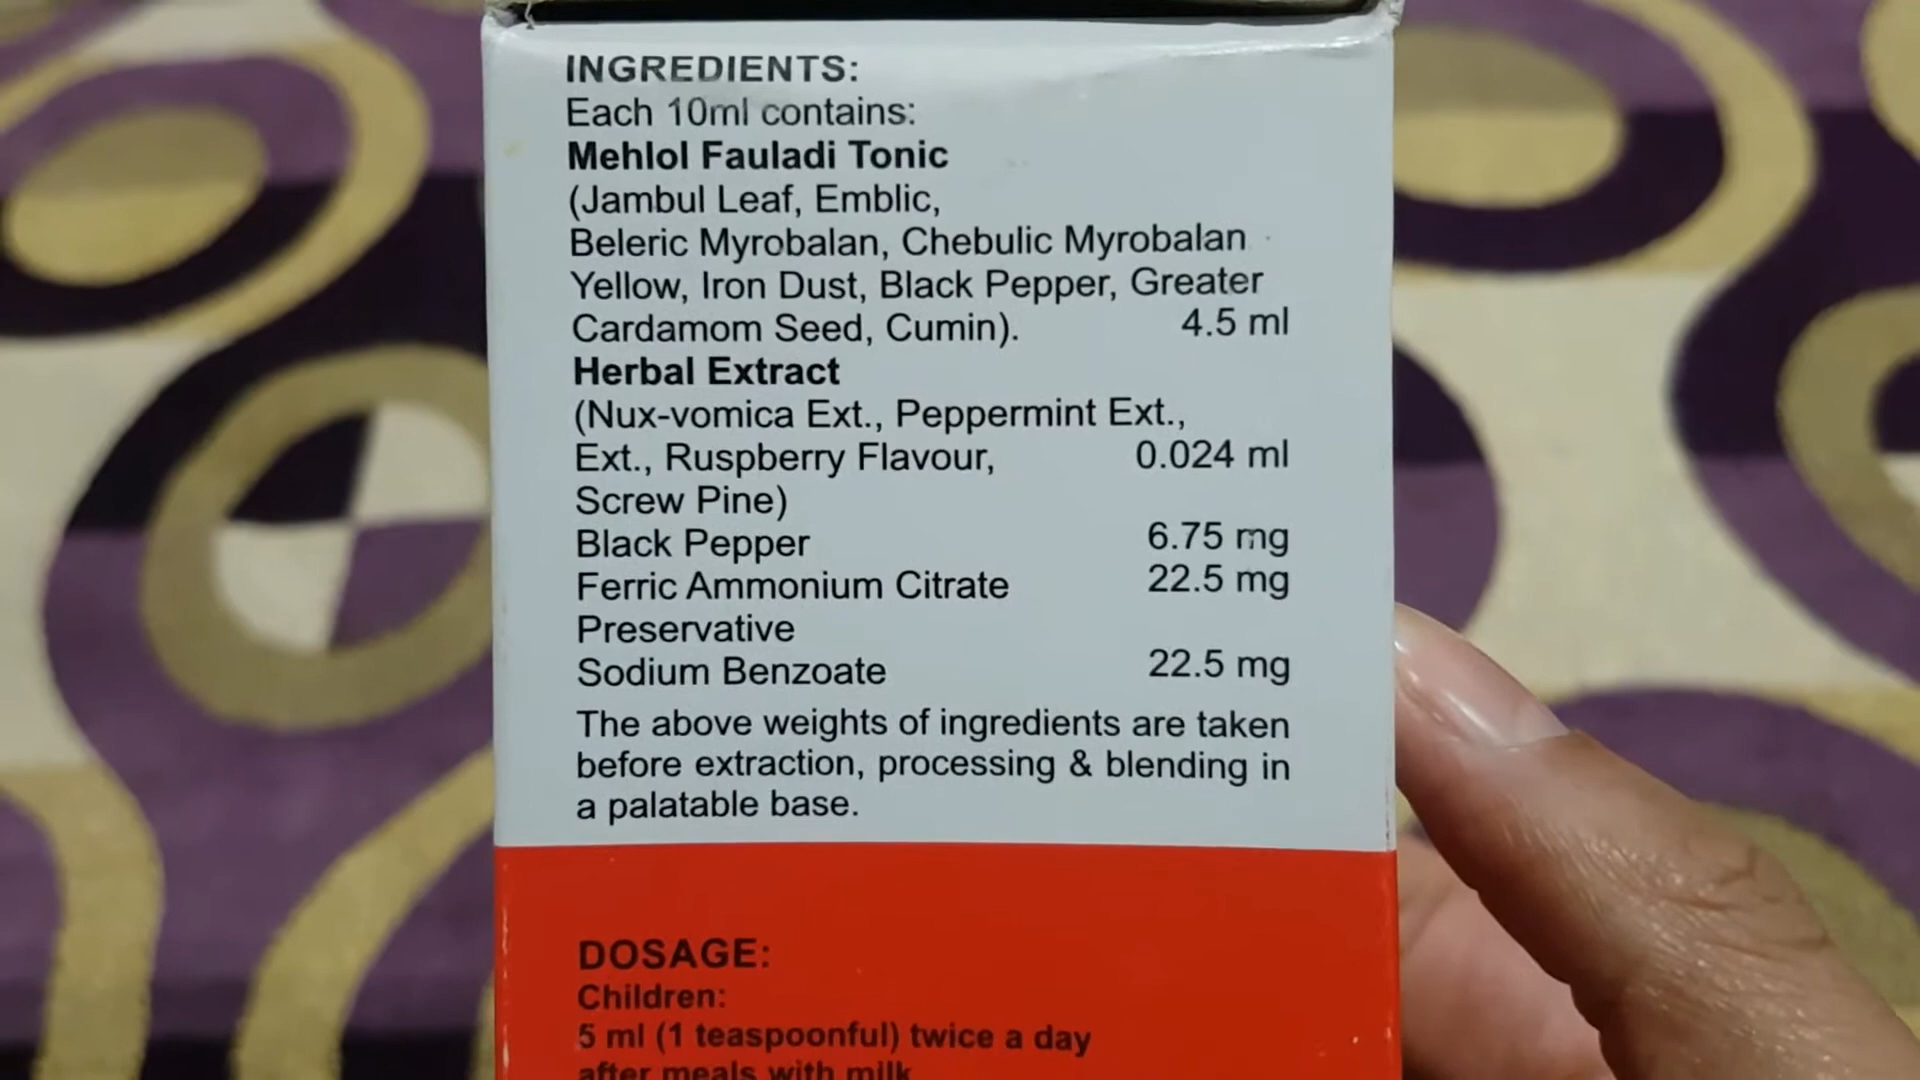 INGREDIENTS:
Each 10ml contains:
Mehlol Fauladi Tonic
(Jambul Leaf, Emblic,
Beleric Myrobalan, Chebulic Myrobalan
Yellow, Iron Dust, Black Pepper, Greater
Cardamom Seed, Cumin). 4.5 ml
Herbal Extract
(Nux-vomica Ext., Peppermint Ext.,
Ext., Ruspberry Flavour, 0.024 ml
Screw Pine)
Black Pepper 6.75 mg
Ferric Ammonium Citrate 22.5 mg
Preservative
Sodium Benzoate 22.5 mg
The above weights of ingredients are taken
before extraction, processing & blending in
a palatable base.
DOSAGE:
Children:
5 ml (1 teaspoonful) twice a day
after meals with milk